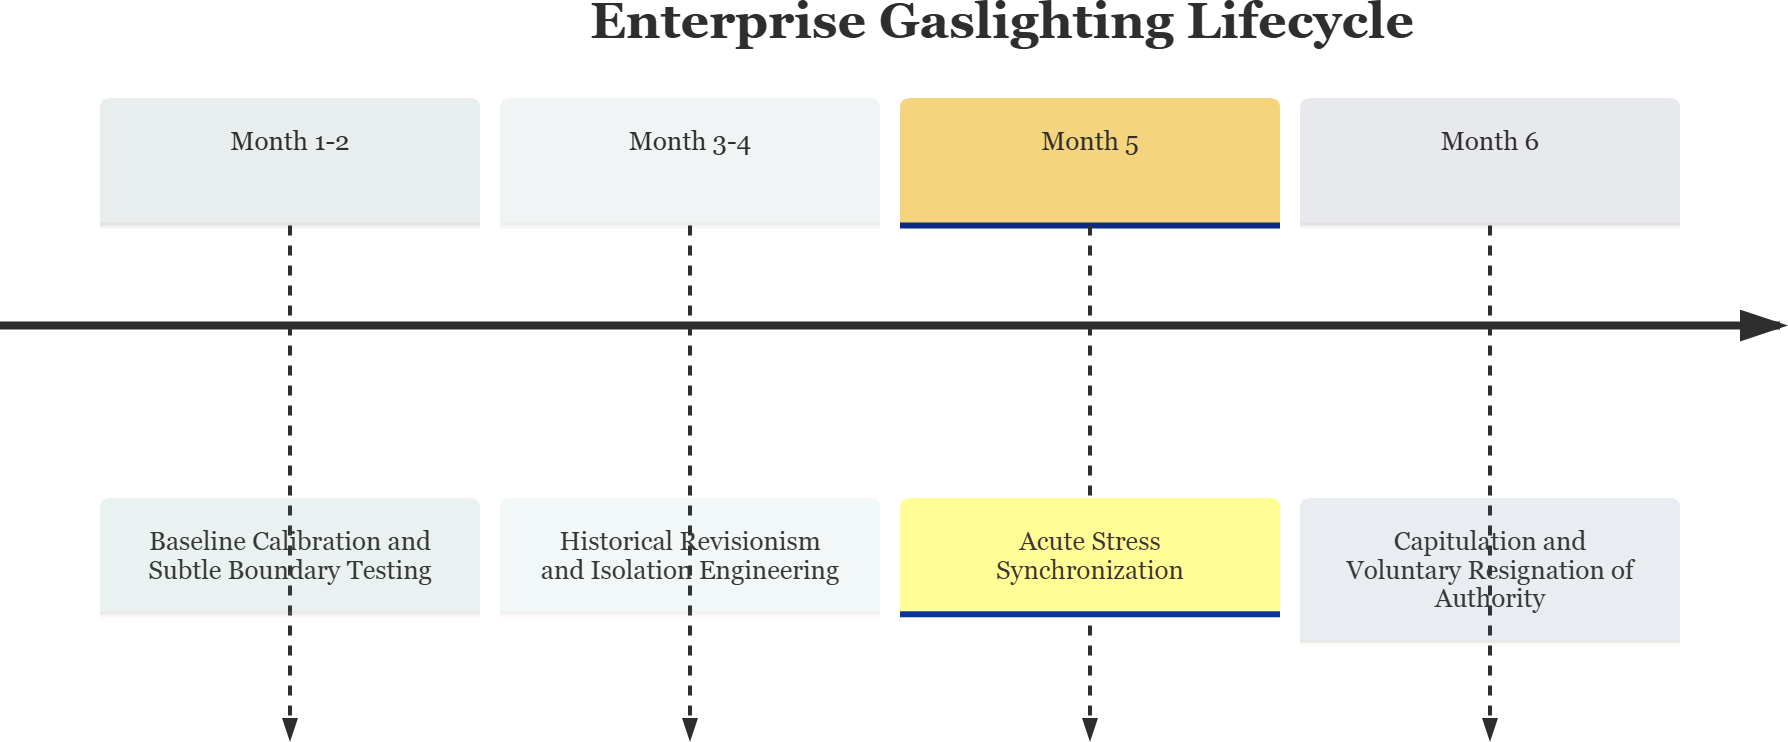 Enterprise Gaslighting Lifecycle
Month 1-2
Month 3-4
Month 5
Month 6
Baseline Calibration and
Subtle Boundary Testing
Historical Revisionism
and Isolation Engineering
Acute Stress
Synchronization
Capitulation and
Voluntary Resignation of
Authority